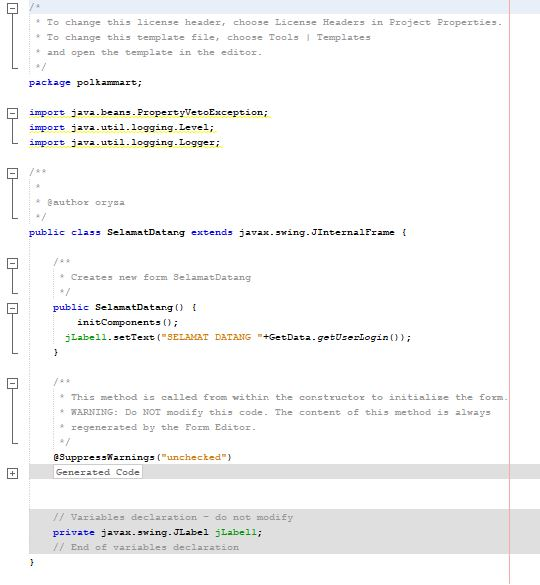 /*
 * To change this license header, choose License Headers in Project Properties.
 * To change this template file, choose Tools | Templates
 * and open the template in the editor.
 */
package polkammart;
import java.beans.PropertyVetoException;
import java.util.logging.Level;
import java.util.logging.Logger;
/**
 *
 * @author orysa
 */
public class SelamatDatang extends javax.swing.JInternalFrame {
    /**
     * Creates new form SelamatDatang
     */
    public SelamatDatang() {
        initComponents();
      jLabel1.setText("SELAMAT DATANG "+GetData.getUserLogin());
    }
    /**
     * This method is called from within the constructor to initialize the form.
     * WARNING: Do NOT modify this code. The content of this method is always
     * regenerated by the Form Editor.
     */
    @SuppressWarnings("unchecked")
    Generated Code
    // Variables declaration - do not modify
    private javax.swing.JLabel jLabel1;
    // End of variables declaration
}